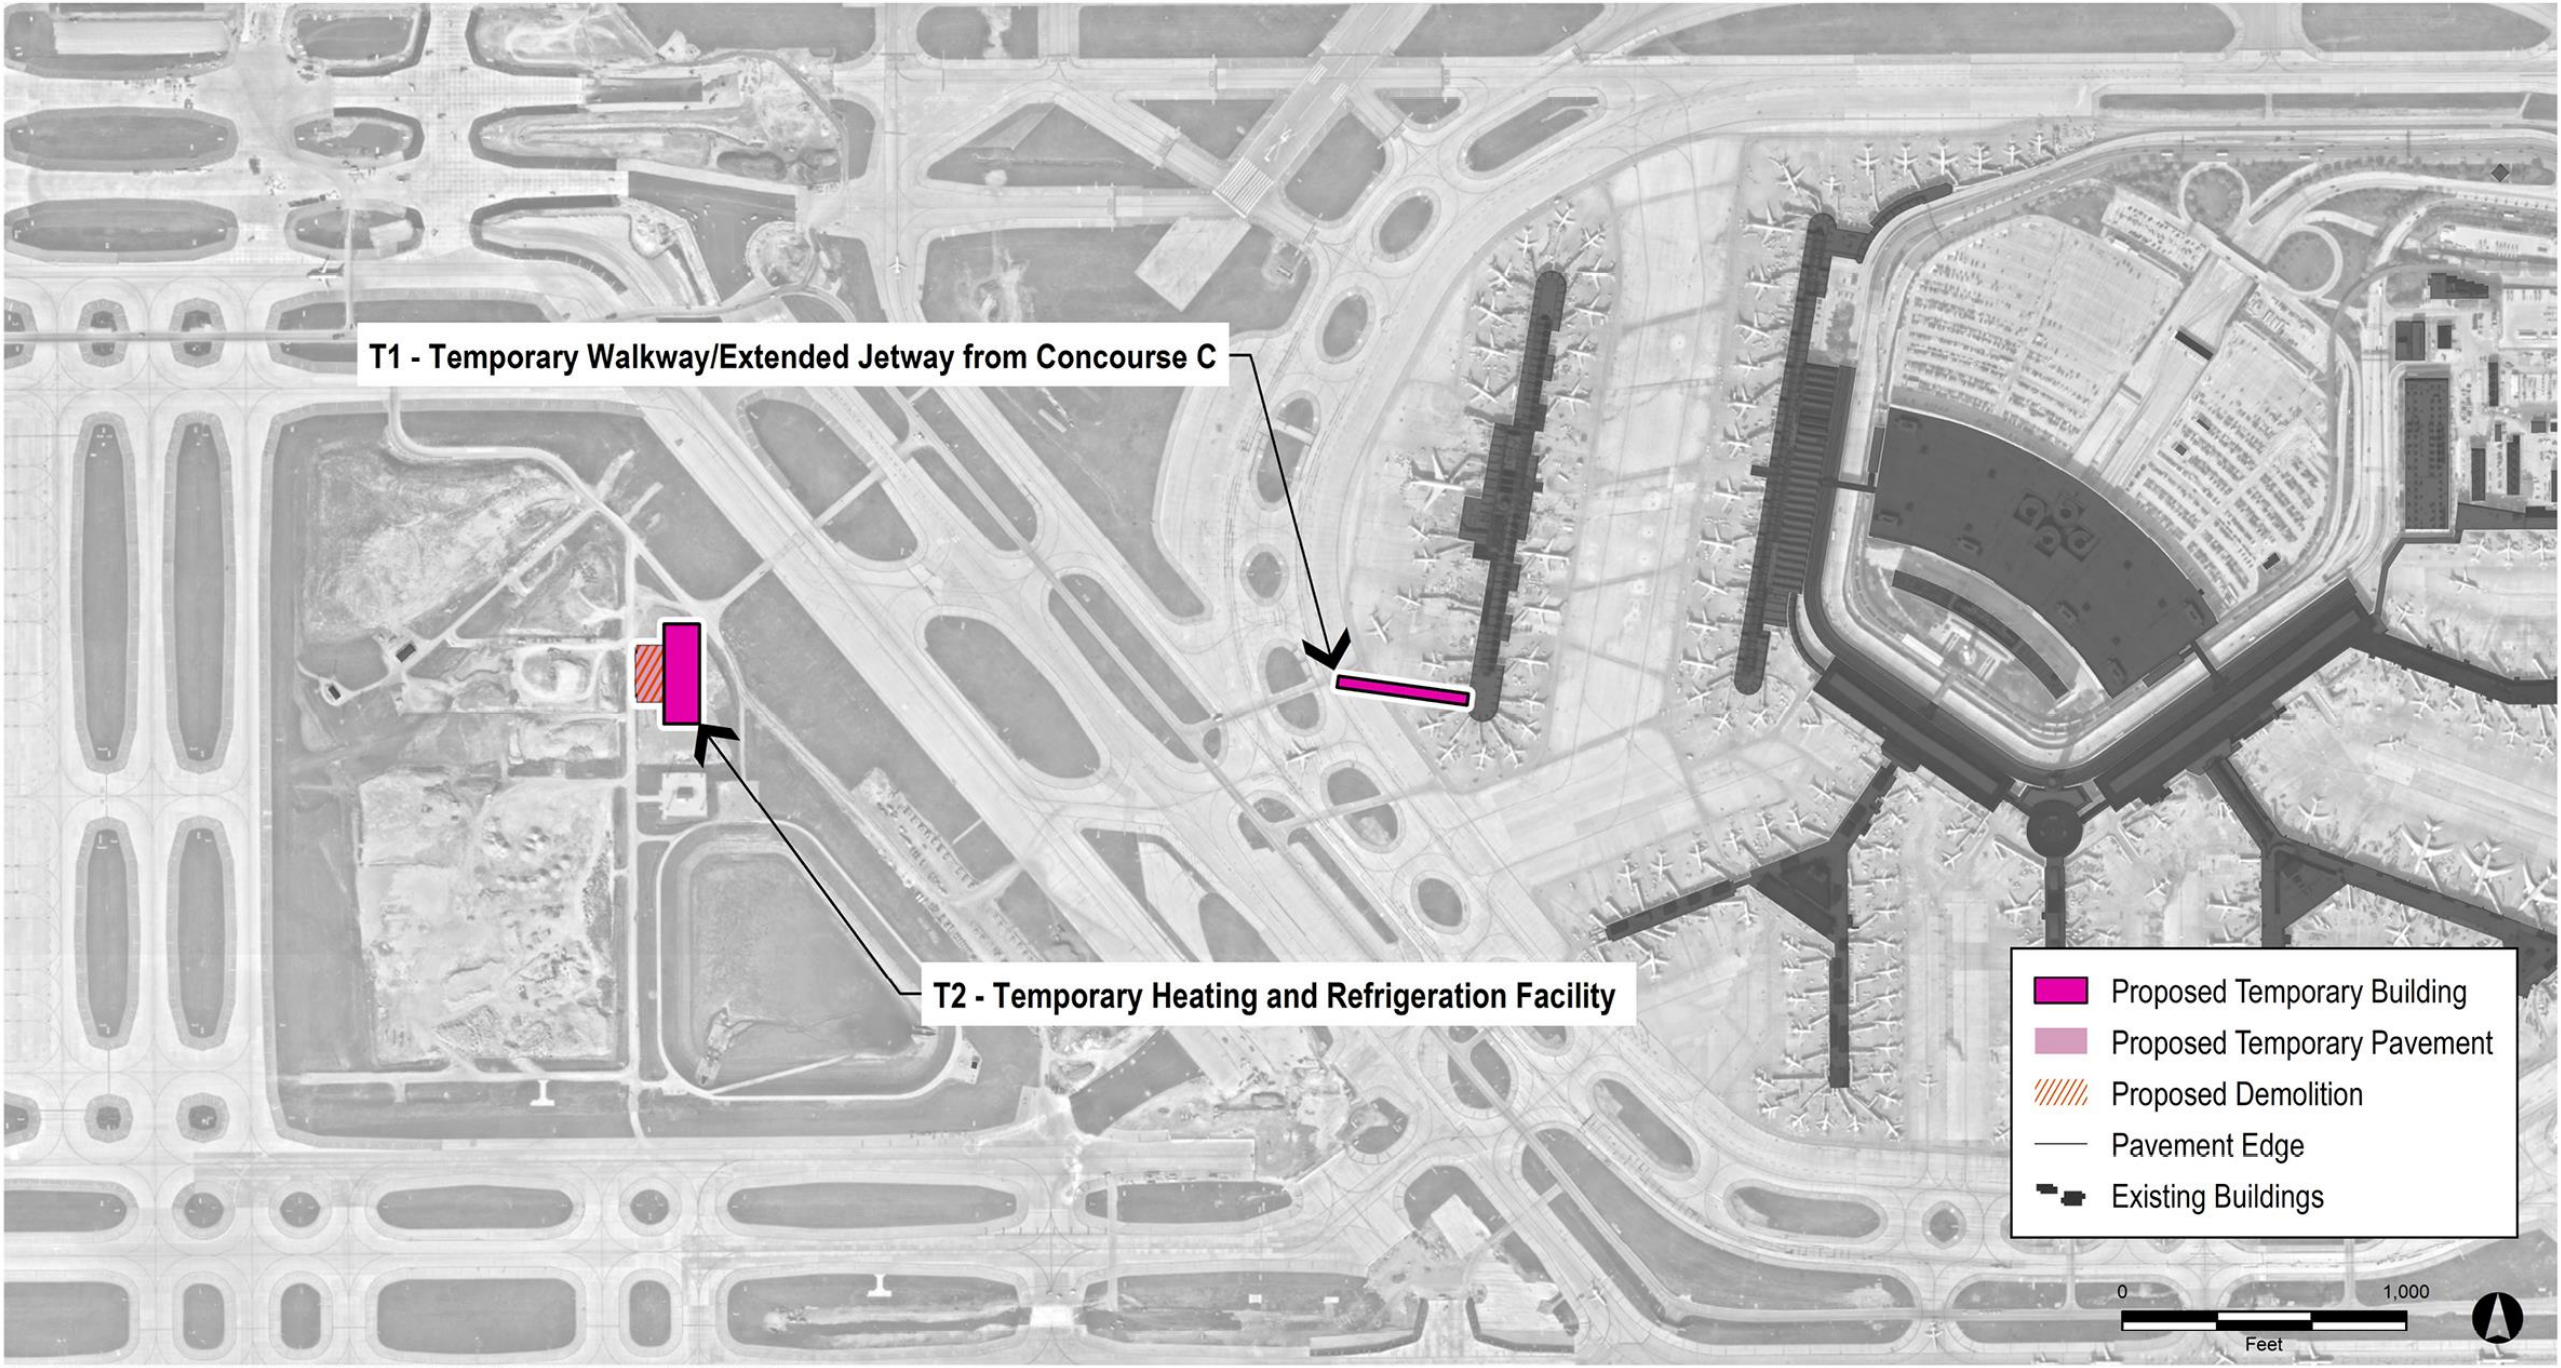 T1 - Temporary Walkway/Extended Jetway from Concourse C
T2 - Temporary Heating and Refrigeration Facility
Proposed Temporary Building
Proposed Temporary Pavement
Proposed Demolition
Pavement Edge
Existing Buildings
0 1,000
Feet